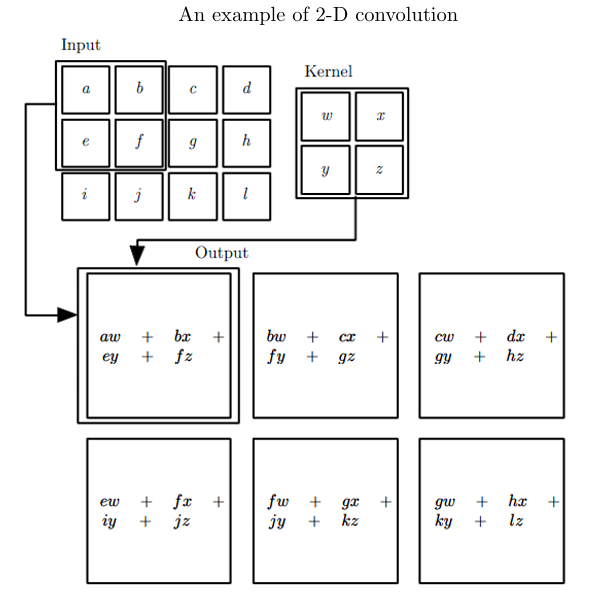 An example of 2-D convolution
Input
a b c d
e f g h
i j k l
Kernel
w x
y z
Output
aw + bx +
ey + fz
bw + cx +
fy + gz
cw + dx +
gy + hz
ew + fx +
iy + jz
fw + gx +
jy + kz
gw + hx +
ky + lz